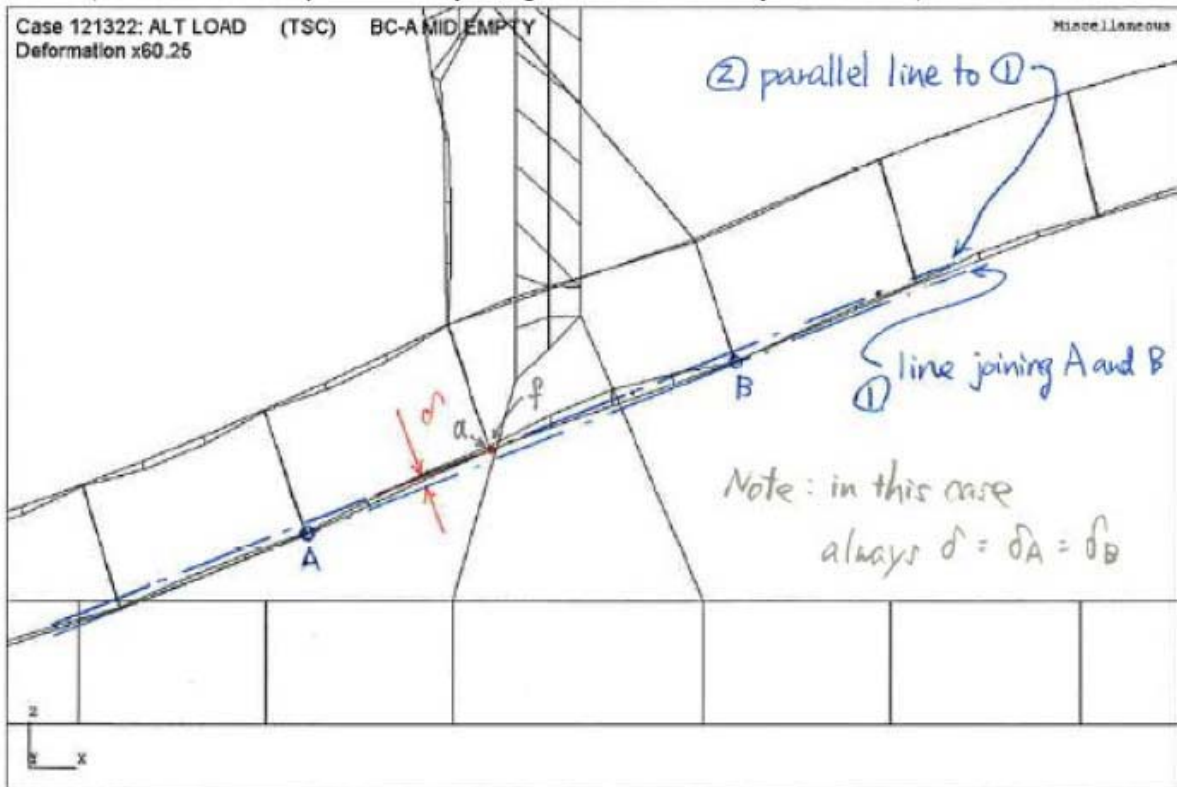 Case 121322: ALT LOAD (TSC) BC-A MID EMPTY
Deformation x60.25
Miscellaneous
② parallel line to ①
① line joining A and B
δ
a
f
A
B
Note: in this case
always δ = δA = δB
z
x